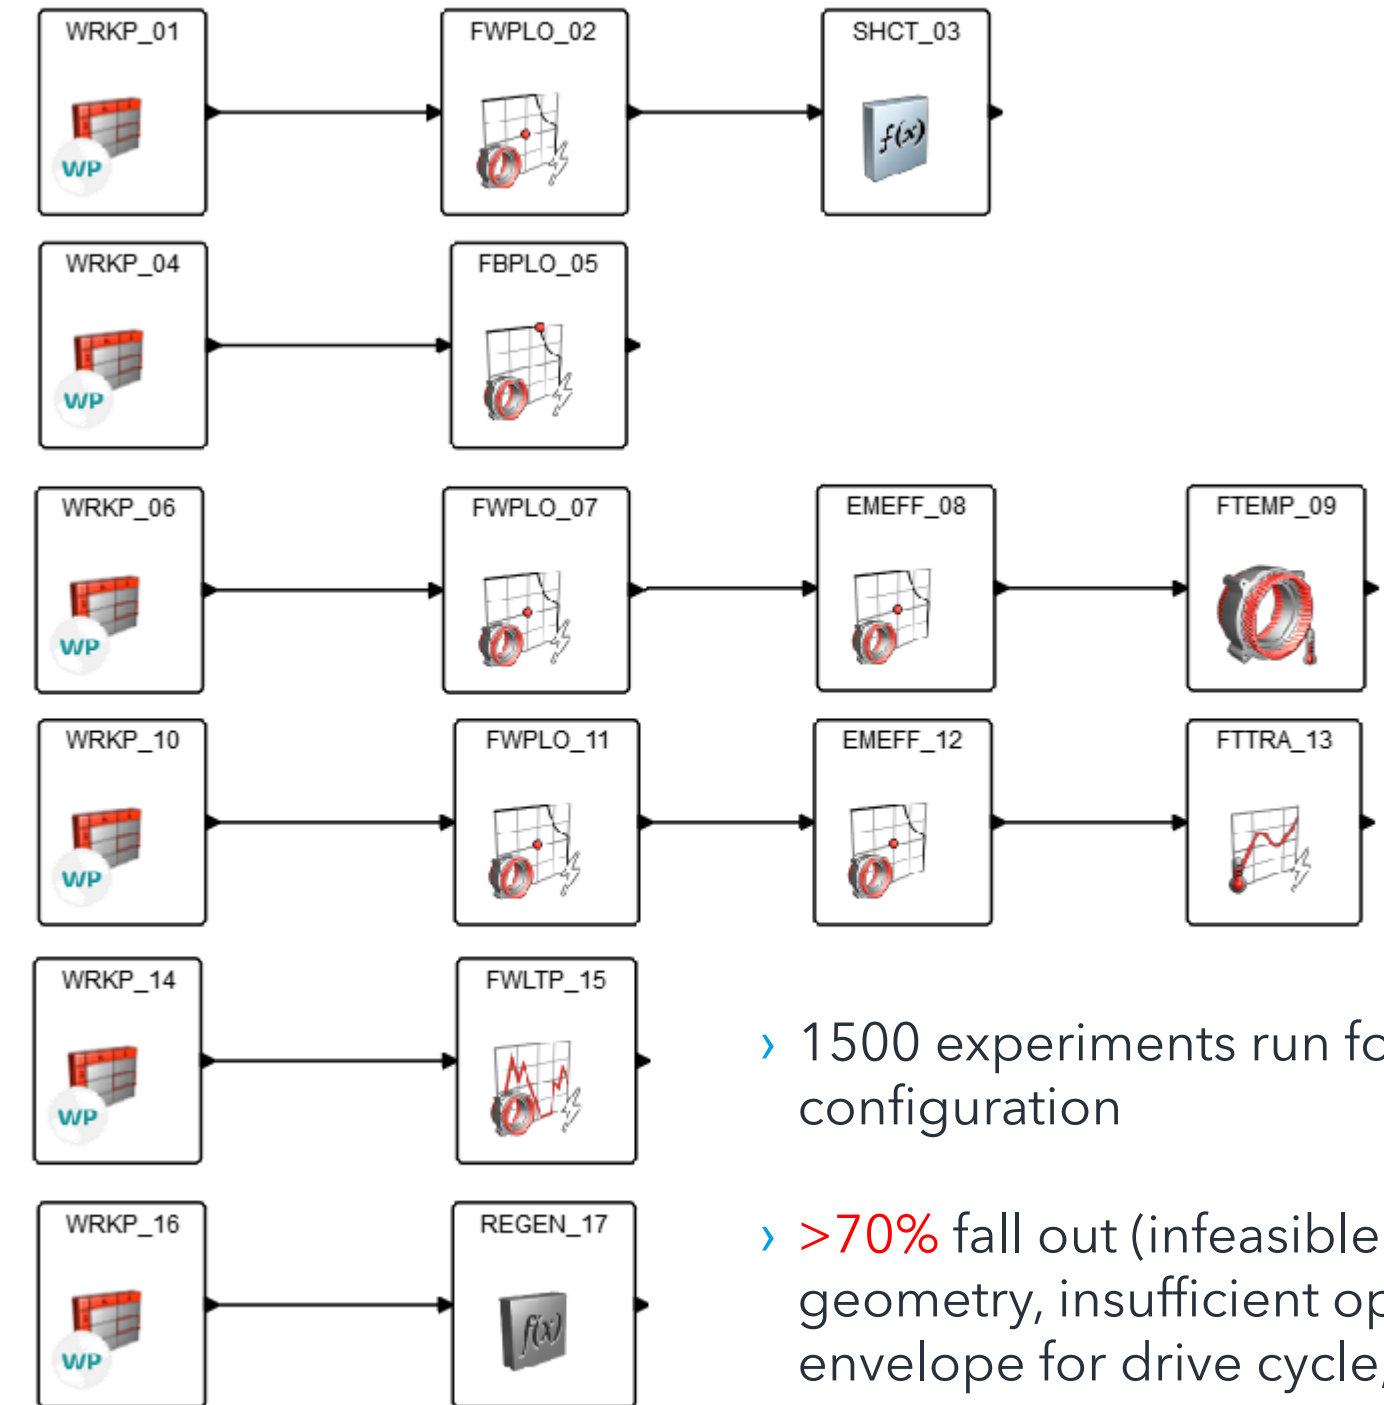 WRKP_01 FWPLO_02 SHCT_03
WP f(x)
WRKP_04 FBPLO_05
WP
WRKP_06 FWPLO_07 EMEFF_08 FTEMP_09
WP
WRKP_10 FWPLO_11 EMEFF_12 FTTRA_13
WP
WRKP_14 FWLTP_15
WP
› 1500 experiments run
configuration
WRKP_16 REGEN_17
WP f(x)
› >70% fall out (infeasible
geometry, insufficient
envelope for drive cycle,